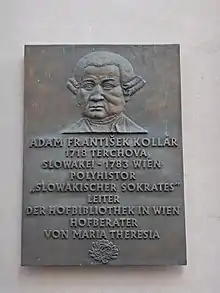 ADAM FRANTIŠEK KOLLÁR
1718 TERCHOVA
SLOWAKEI - 1783 WIEN
POLYHISTOR
„SLOWAKISCHER SOKRATES“
LEITER
DER HOFBIBLIOTHEK IN WIEN
HOFBERATER
VON MARIA THERESIA